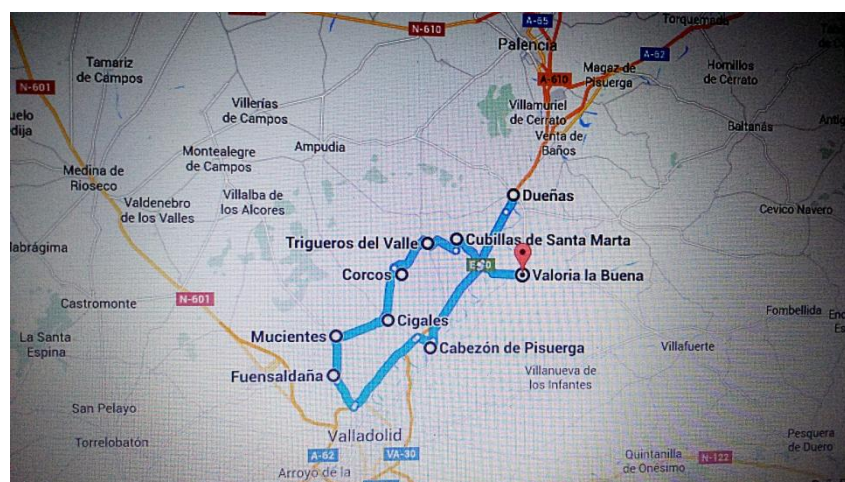 A-65
Torquemada
N-610
Palencia
A-62
Tamariz
de Campos
Magaz de
Pisuerga
Hornillos
de Cerrato
A-610
N-601
Villerías
de Campos
Villamuriel
de Cerrato
Baltanás
Venta de
Baños
Montealegre
de Campos
Ampudia
Medina de
Rioseco
Valdenebro
de los Valles
Villalba de
los Alcores
Dueñas
Cevico Navero
Trigueros del Valle
Cubillas de Santa Marta
Corcos
Valoria la Buena
N-601
Castromonte
Cigales
Fombellida
La Santa
Espina
Mucientes
Cabezón de Pisuerga
Villafuerte
Fuensaldaña
Villanueva de
los Infantes
San Pelayo
Torrelobatón
Valladolid
Pesquera
de Duero
A-62
VA-30
Quintanilla
de Onésimo
N-122
Arroyo de la